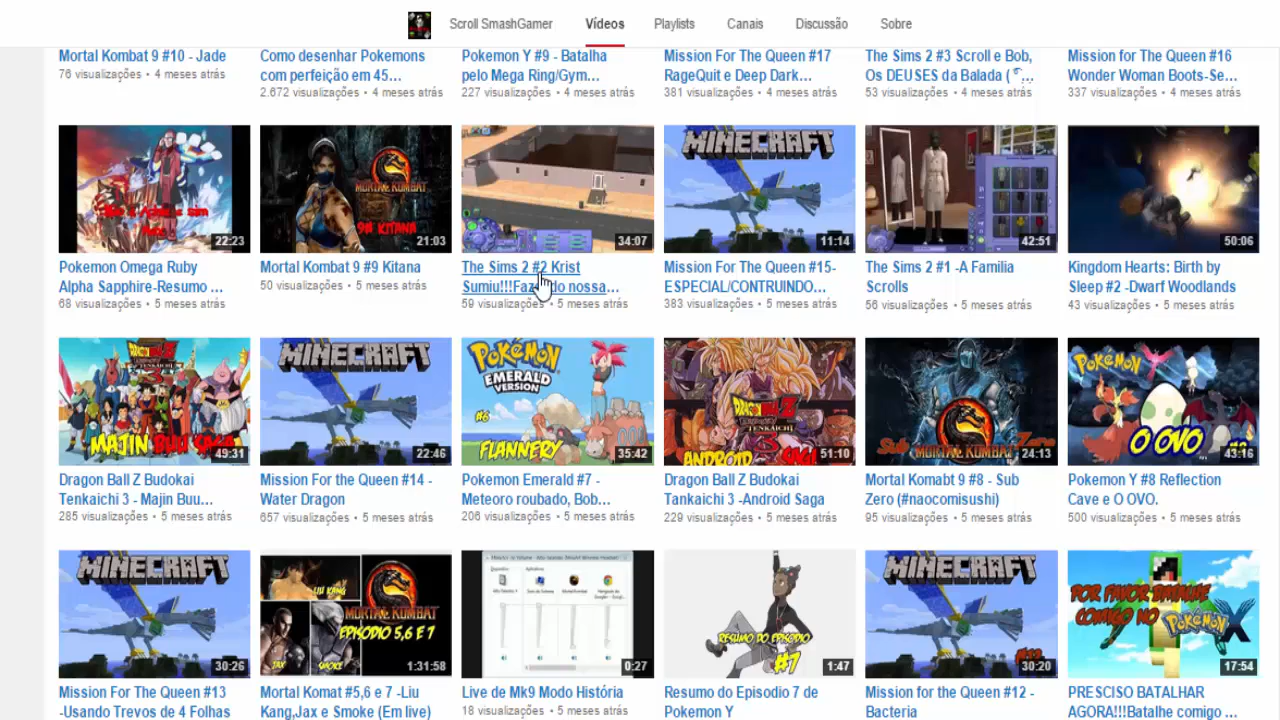 Scroll SmashGamer Vídeos Playlists Canais Discussão Sobre
Mortal Kombat 9 #10 - Jade
76 visualizações • 4 meses atrás
Como desenhar Pokemons
com perfeição em 45...
2.672 visualizações • 4 meses atrás
Pokemon Y #9 - Batalha
pelo Mega Ring/Gym...
227 visualizações • 4 meses atrás
Mission For The Queen #17
RageQuit e Deep Dark...
381 visualizações • 4 meses atrás
The Sims 2 #3 Scroll e Bob,
Os DEUSES da Balada ( ͡°...
53 visualizações • 4 meses atrás
Mission for The Queen #16
Wonder Woman Boots-Se...
337 visualizações • 4 meses atrás
22:23
Pokemon Omega Ruby
Alpha Sapphire-Resumo ...
68 visualizações • 5 meses atrás
MORTAL KOMBAT
9# KITANA
21:03
Mortal Kombat 9 #9 Kitana
50 visualizações • 5 meses atrás
34:07
The Sims 2 #2 Krist
Sumiu!!! nossa...
59 visualizações • 5 meses atrás
MINECRAFT
11:14
Mission For The Queen #15-
ESPECIAL/CONTRUINDO...
383 visualizações • 5 meses atrás
42:51
The Sims 2 #1 -A Familia
Scrolls
56 visualizações • 5 meses atrás
50:06
Kingdom Hearts: Birth by
Sleep #2 -Dwarf Woodlands
43 visualizações • 5 meses atrás
MAJIN BUU SAGA
49:31
Dragon Ball Z Budokai
Tenkaichi 3 - Majin Buu...
285 visualizações • 5 meses atrás
MINECRAFT
22:46
Mission For the Queen #14 -
Water Dragon
657 visualizações • 5 meses atrás
POKéMON
EMERALD
VERSION
#6
FLANNERY
35:42
Pokemon Emerald #7 -
Meteoro roubado, Bob...
206 visualizações • 5 meses atrás
DRAGON BALL Z
TENKAICHI
3
ANDROID SAGA
51:10
Dragon Ball Z Budokai
Tenkaichi 3 -Android Saga
229 visualizações • 5 meses atrás
Sub Zero
MORTAL KOMBAT
24:13
Mortal Komabt 9 #8 - Sub
Zero (#naocomisushi)
95 visualizações • 5 meses atrás
POKéMON
O OVO
43:16
Pokemon Y #8 Reflection
Cave e O OVO.
500 visualizações • 5 meses atrás
MINECRAFT
30:26
Mission For The Queen #13
-Usando Trevos de 4 Folhas
LIU KANG
MORTAL KOMBAT
EPISODIO 5,6 E 7
JAX SMOKE
1:31:58
Mortal Komat #5,6 e 7 -Liu
Kang,Jax e Smoke (Em live)
0:27
Live de Mk9 Modo História
18 visualizações • 5 meses atrás
RESUMO DO EPISODIO
#7
1:47
Resumo do Episodio 7 de
Pokemon Y
MINECRAFT
30:20
Mission for the Queen #12 -
Bacteria
POR FAVOR BATALHE
COMIGO NO POKéMON X
17:54
PRESCISO BATALHAR
AGORA!!!Batalhe comigo ...